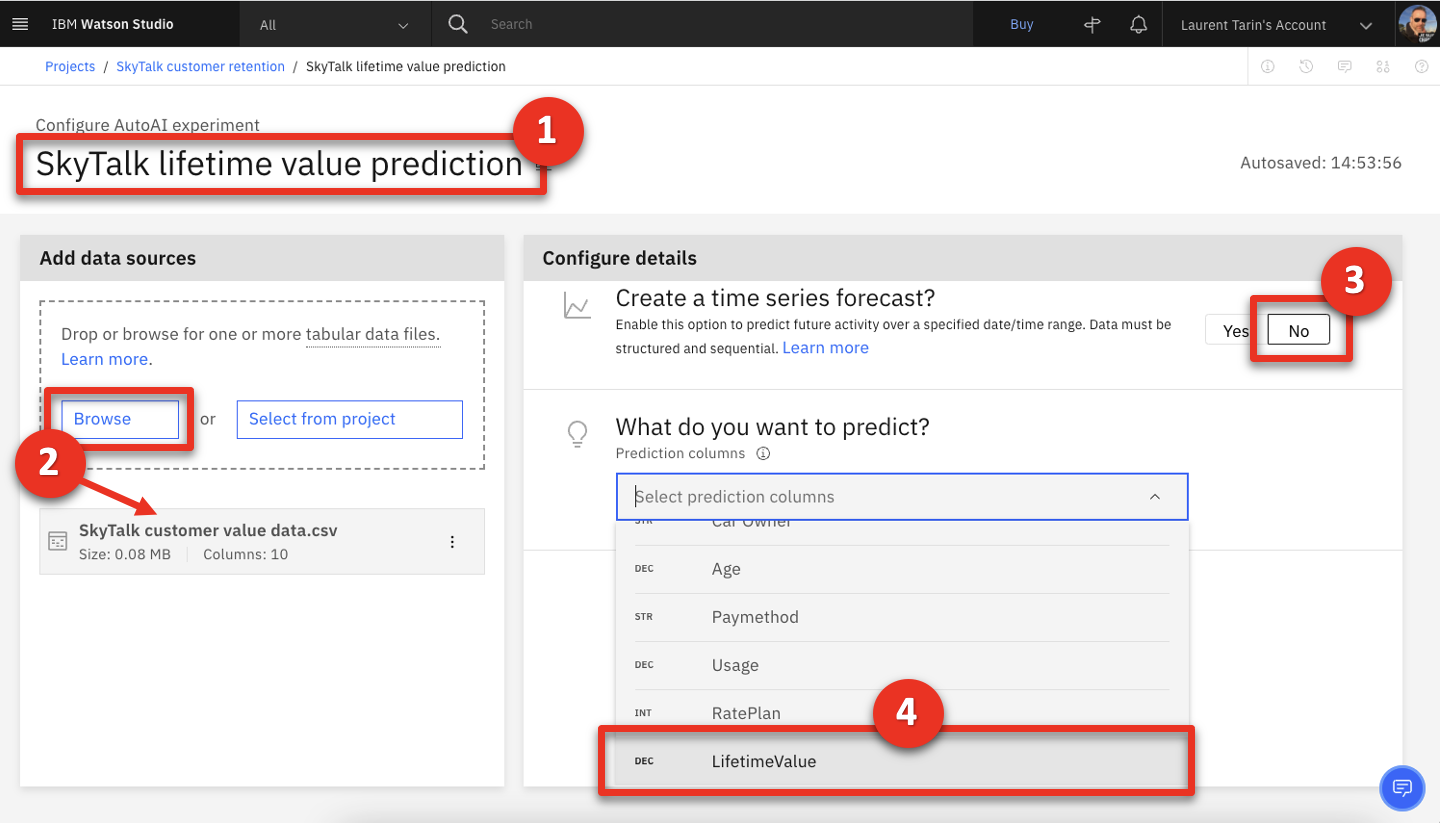 IBM Watson Studio
All
Search
Buy
Laurent Tarin's Account
Projects / SkyTalk customer retention / SkyTalk lifetime value prediction
Configure AutoAI experiment
1
SkyTalk lifetime value prediction
Autosaved: 14:53:56
Add data sources
Drop or browse for one or more tabular data files.
Learn more.
Browse
or
Select from project
2
SkyTalk customer value data.csv
Size: 0.08 MB
Columns: 10
Configure details
3
Create a time series forecast?
Enable this option to predict future activity over a specified date/time range. Data must be
structured and sequential. Learn more
Yes
No
What do you want to predict?
Prediction columns
Select prediction columns
STR Car Owner
DEC Age
STR Paymethod
DEC Usage
INT RatePlan
4
DEC LifetimeValue